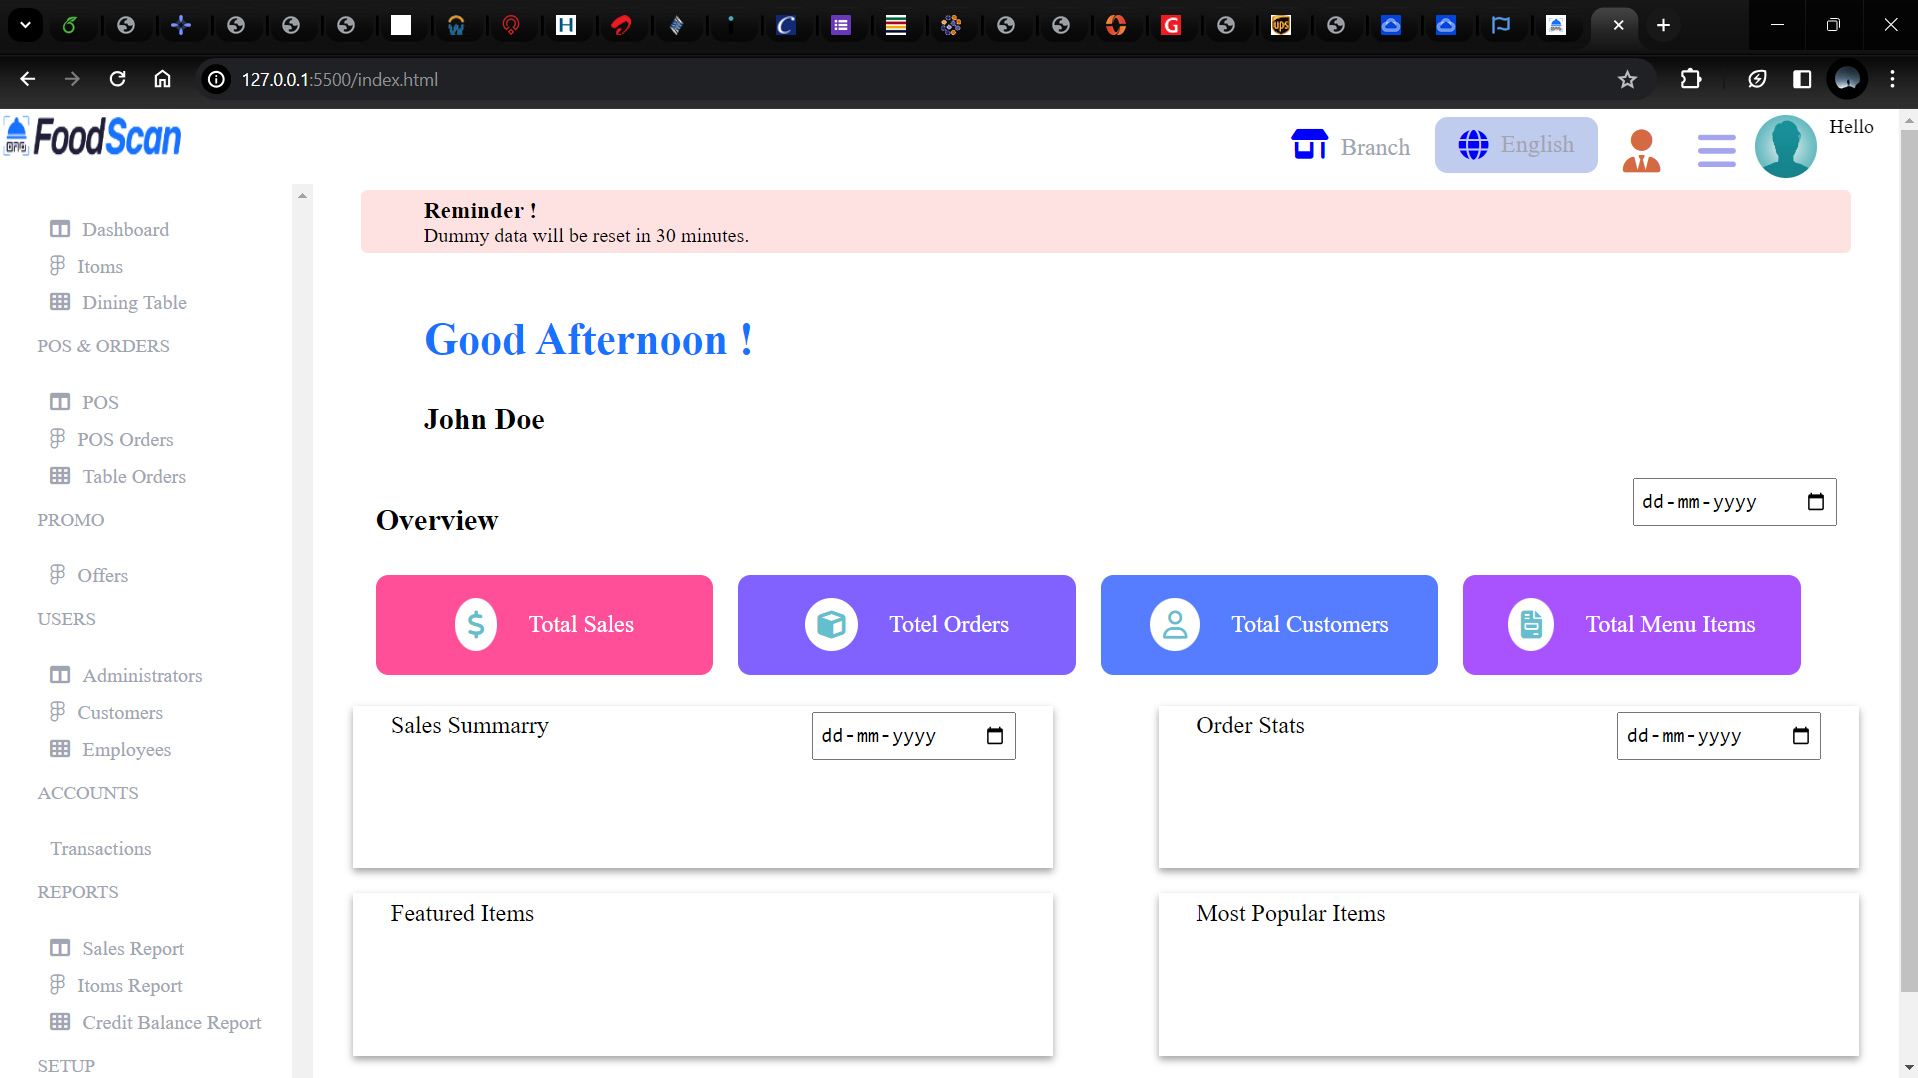 127.0.0.1:5500/index.html
FoodScan
Branch
English
Hello
Dashboard
Itoms
Dining Table
POS & ORDERS
POS
POS Orders
Table Orders
PROMO
Offers
USERS
Administrators
Customers
Employees
ACCOUNTS
Transactions
REPORTS
Sales Report
Itoms Report
Credit Balance Report
SETUP
Reminder !
Dummy data will be reset in 30 minutes.
Good Afternoon !
John Doe
Overview
dd-mm-yyyy
Total Sales
Totel Orders
Total Customers
Total Menu Items
Sales Summarry
dd-mm-yyyy
Order Stats
dd-mm-yyyy
Featured Items
Most Popular Items